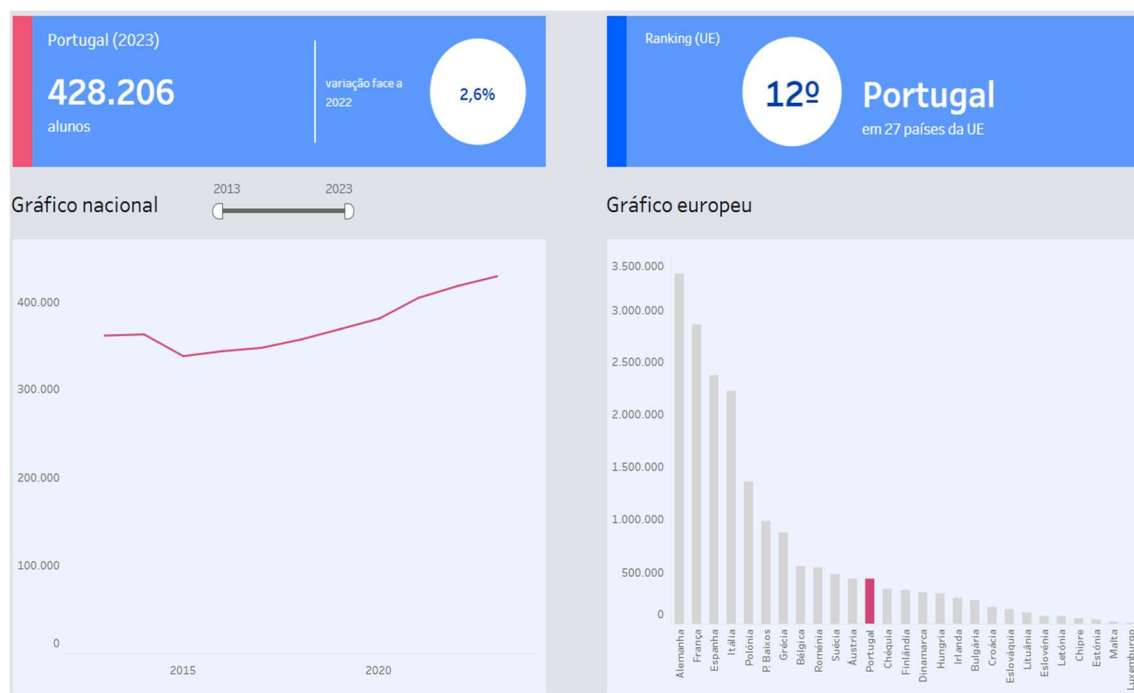 Portugal (2023)
428.206
alunos
variação face a
2022
2,6%
Ranking (UE)
12º
Portugal
em 27 países da UE
Gráfico nacional
2013
2023
400.000
300.000
200.000
100.000
0
2015
2020
Gráfico europeu
3.500.000
3.000.000
2.500.000
2.000.000
1.500.000
1.000.000
500.000
0
Alemanha
França
Espanha
Itália
Polónia
P. Baixos
Grécia
Bélgica
Roménia
Suécia
Áustria
Portugal
Chéquia
Finlândia
Dinamarca
Hungria
Irlanda
Bulgária
Croácia
Eslováquia
Lituânia
Eslovénia
Letónia
Chipre
Estónia
Malta
Luxemburgo